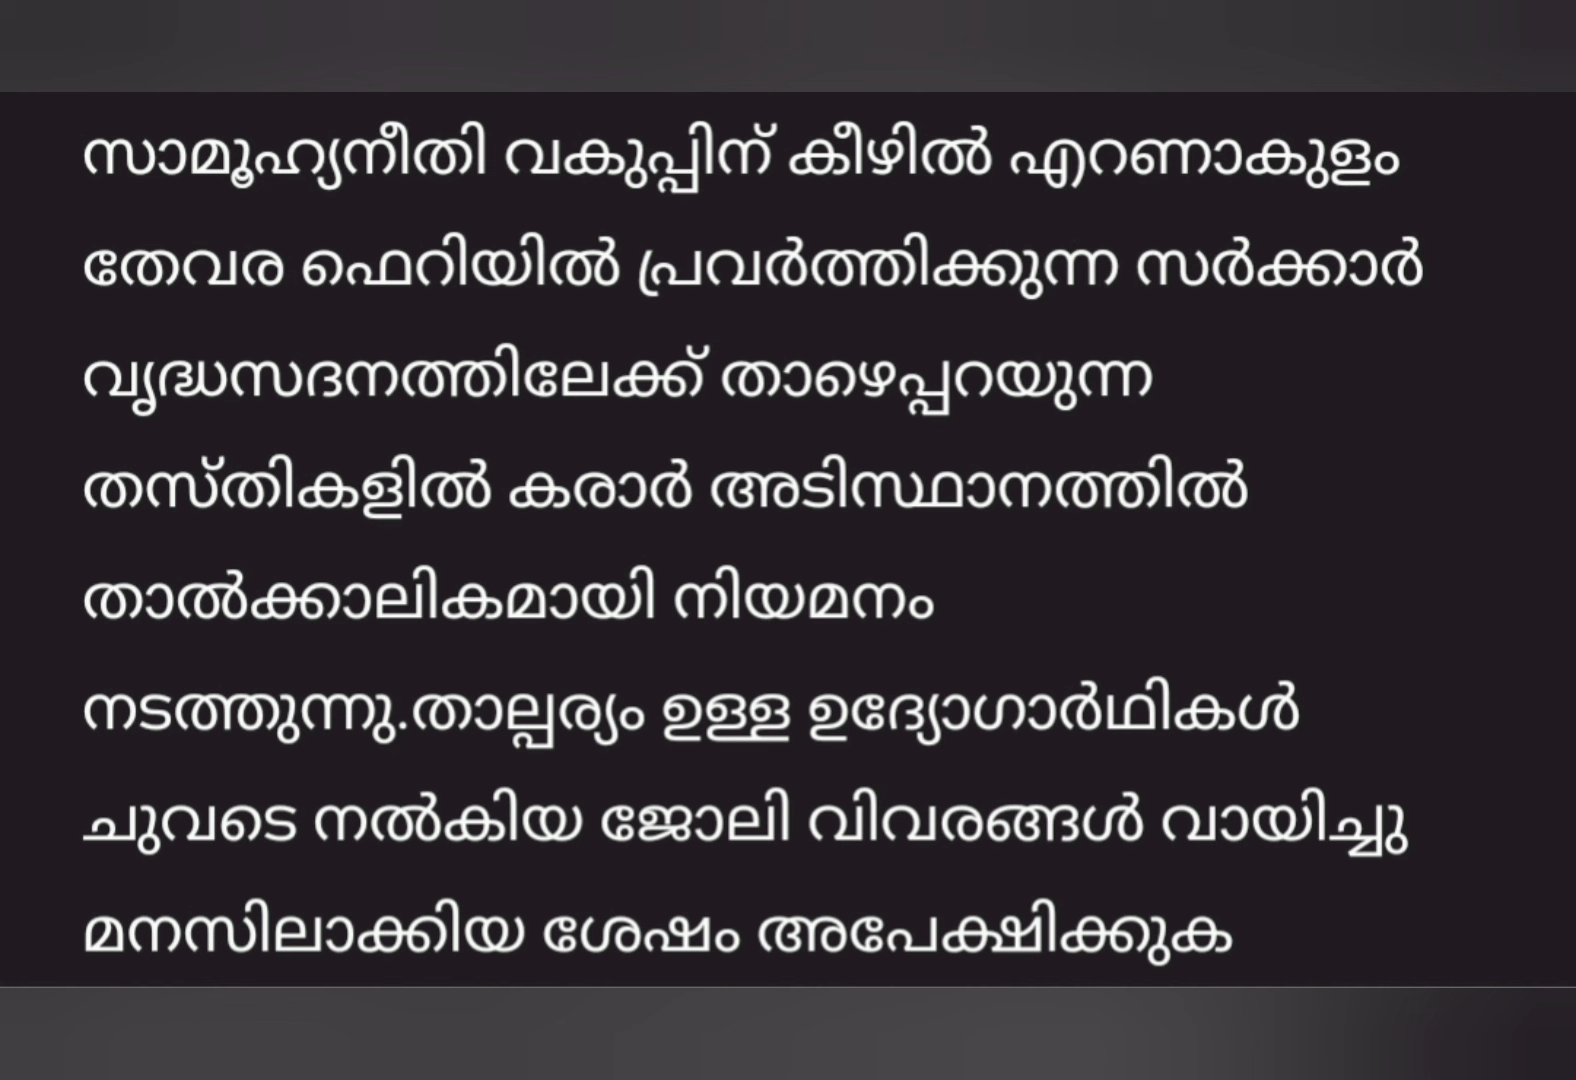 സാമൂഹ്യനീതി വകുപ്പിന് കീഴിൽ എറണാകുളം
തേവര ഫെറിയിൽ പ്രവർത്തിക്കുന്ന സർക്കാർ
വൃദ്ധസദനത്തിലേക്ക് താഴെപ്പറയുന്ന
തസ്തികളിൽ കരാർ അടിസ്ഥാനത്തിൽ
താൽക്കാലികമായി നിയമനം
നടത്തുന്നു.താല്പര്യം ഉള്ള ഉദ്യോഗാർഥികൾ
ചുവടെ നൽകിയ ജോലി വിവരങ്ങൾ വായിച്ചു
മനസിലാക്കിയ ശേഷം അപേക്ഷിക്കുക